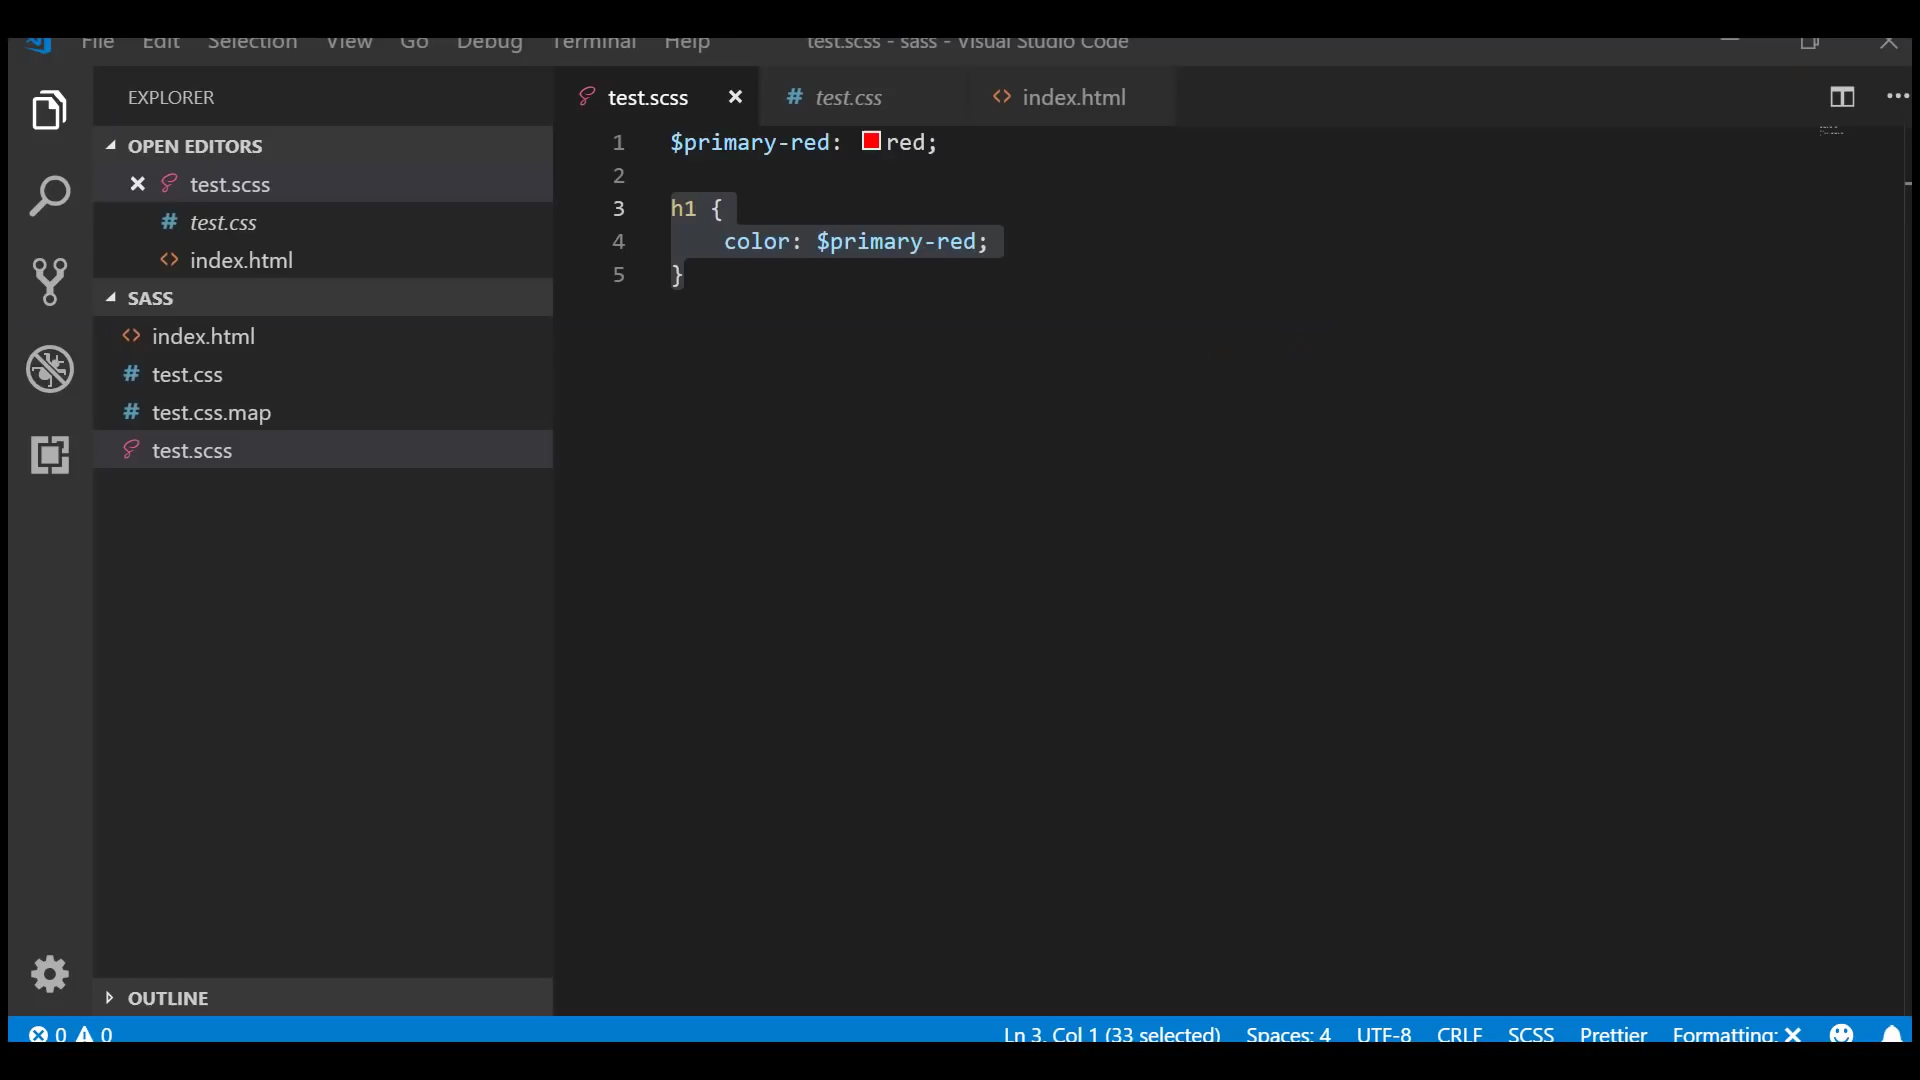 File Edit Selection View Go Debug Terminal Help test.scss - sass - Visual Studio Code
EXPLORER
OPEN EDITORS
test.scss
test.css
index.html
SASS
index.html
test.css
test.css.map
test.scss
OUTLINE
test.scss test.css index.html
1 $primary-red: red;
2
3 h1 {
4 color: $primary-red;
5 }
0 0 Ln 3, Col 1 (33 selected) Spaces: 4 UTF-8 CRLF SCSS Prettier Formatting: